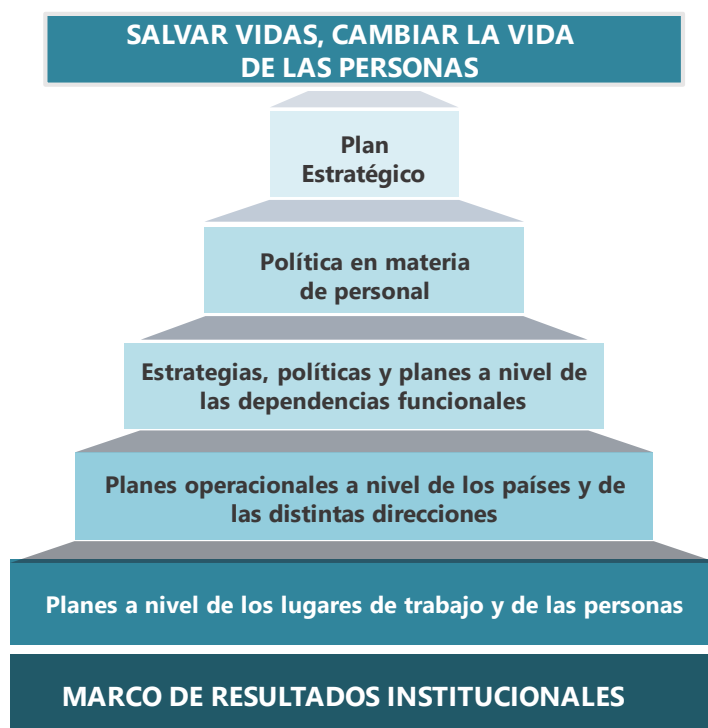 SALVAR VIDAS, CAMBIAR LA VIDA
DE LAS PERSONAS
Plan
Estratégico
Política en materia
de personal
Estrategias, políticas y planes a nivel de
las dependencias funcionales
Planes operacionales a nivel de los países y de
las distintas direcciones
Planes a nivel de los lugares de trabajo y de las personas
MARCO DE RESULTADOS INSTITUCIONALES